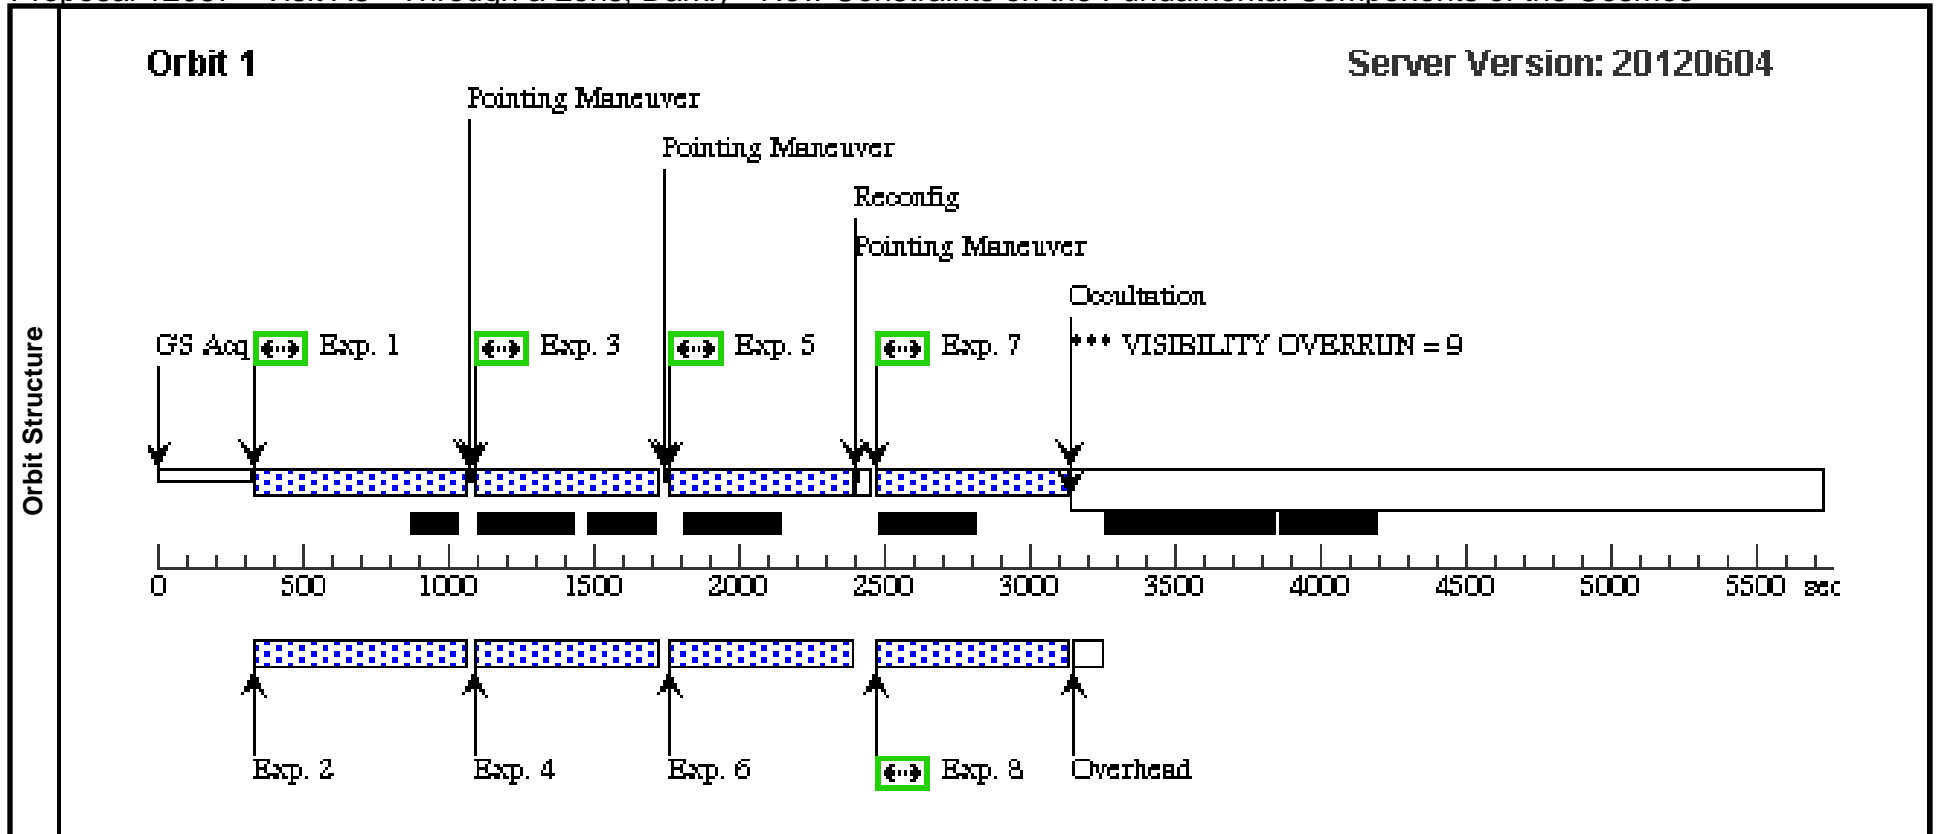 Orbit 1
Server Version: 20120604
Pointing Maneuver
Pointing Maneuver
Reconfig
Pointing Maneuver
Occultation
GS Acq Exp. 1 Exp. 3 Exp. 5 Exp. 7 *** VISIBILITY OVERRUN = 9
Orbit Structure
0 500 1000 1500 2000 2500 3000 3500 4000 4500 5000 5500 sec
Exp. 2 Exp. 4 Exp. 6 Exp. 8 Overhead